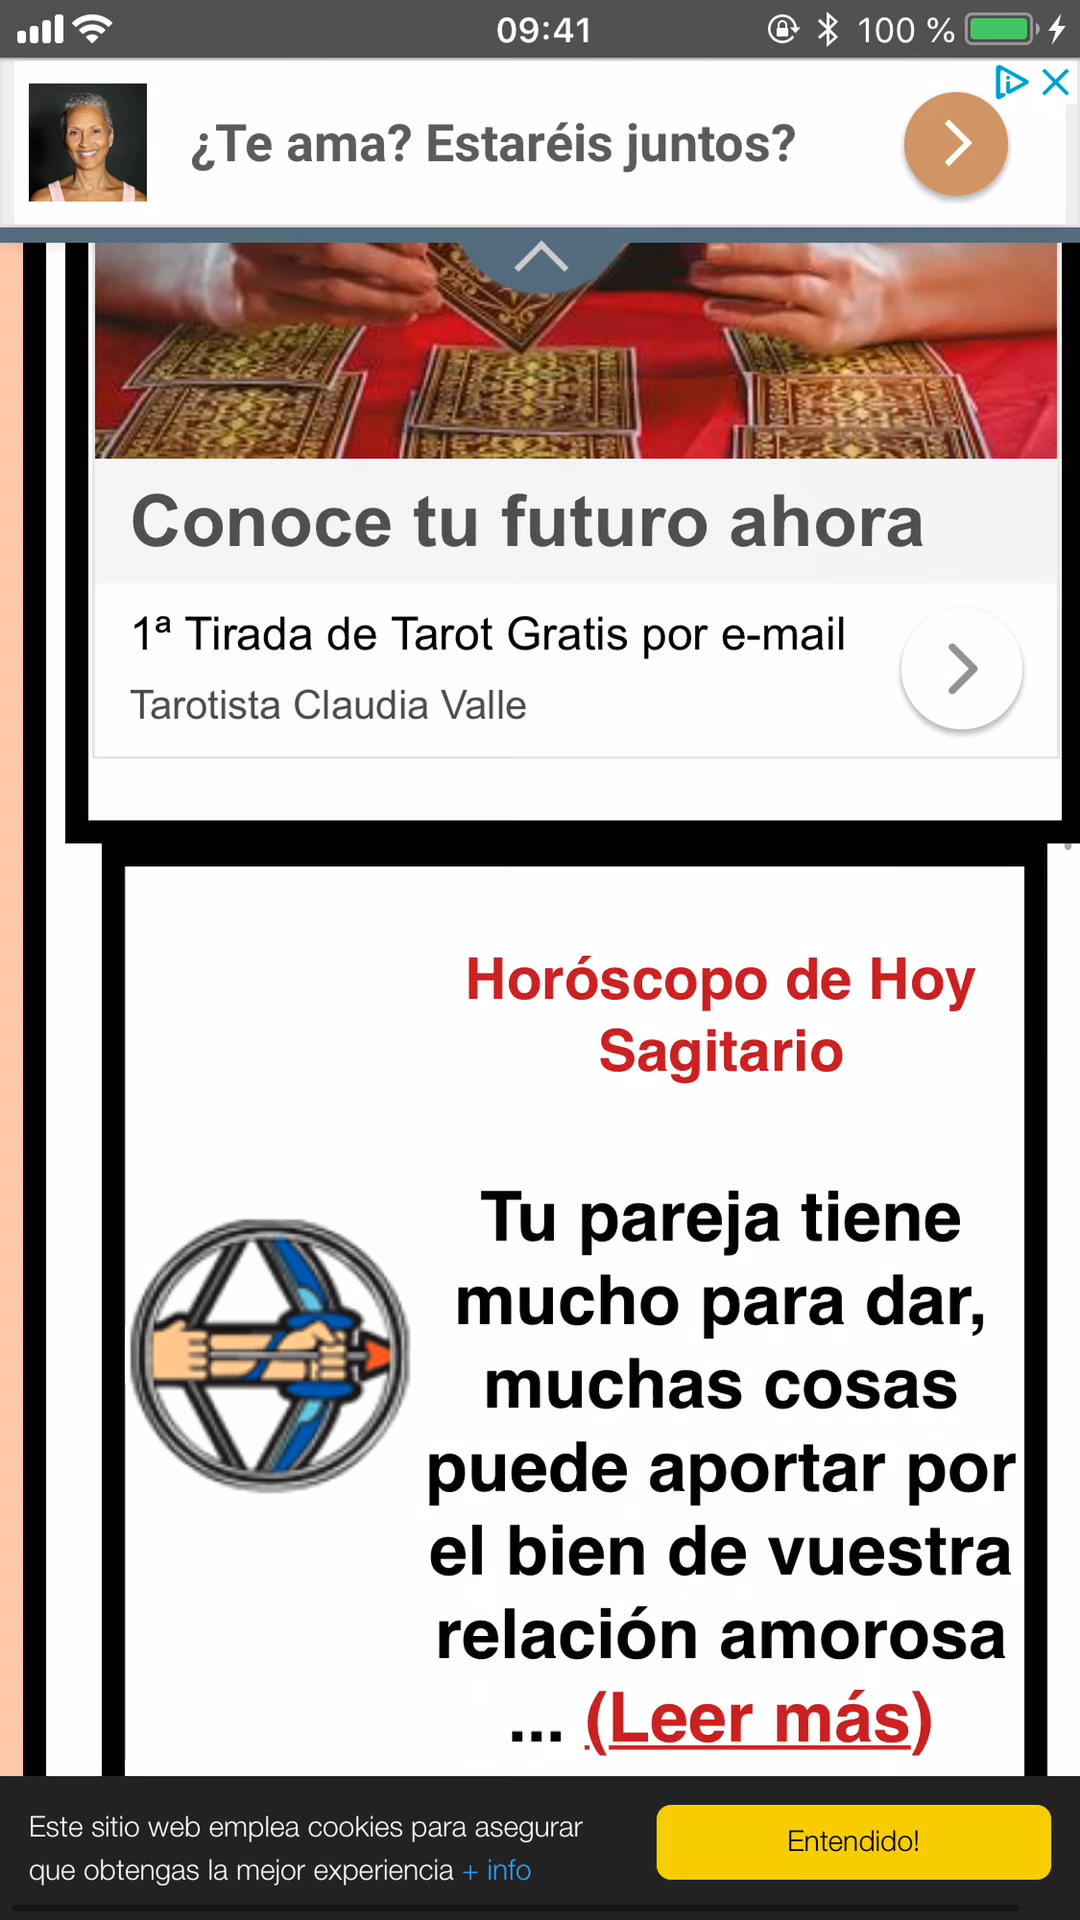 09:41
100 %
¿Te ama? Estaréis juntos?
Conoce tu futuro ahora
1ª Tirada de Tarot Gratis por e-mail
Tarotista Claudia Valle
Horóscopo de Hoy
Sagitario
Tu pareja tiene
mucho para dar,
muchas cosas
puede aportar por
el bien de vuestra
relación amorosa
... (Leer más)
Este sitio web emplea cookies para asegurar
que obtengas la mejor experiencia + info
Entendido!